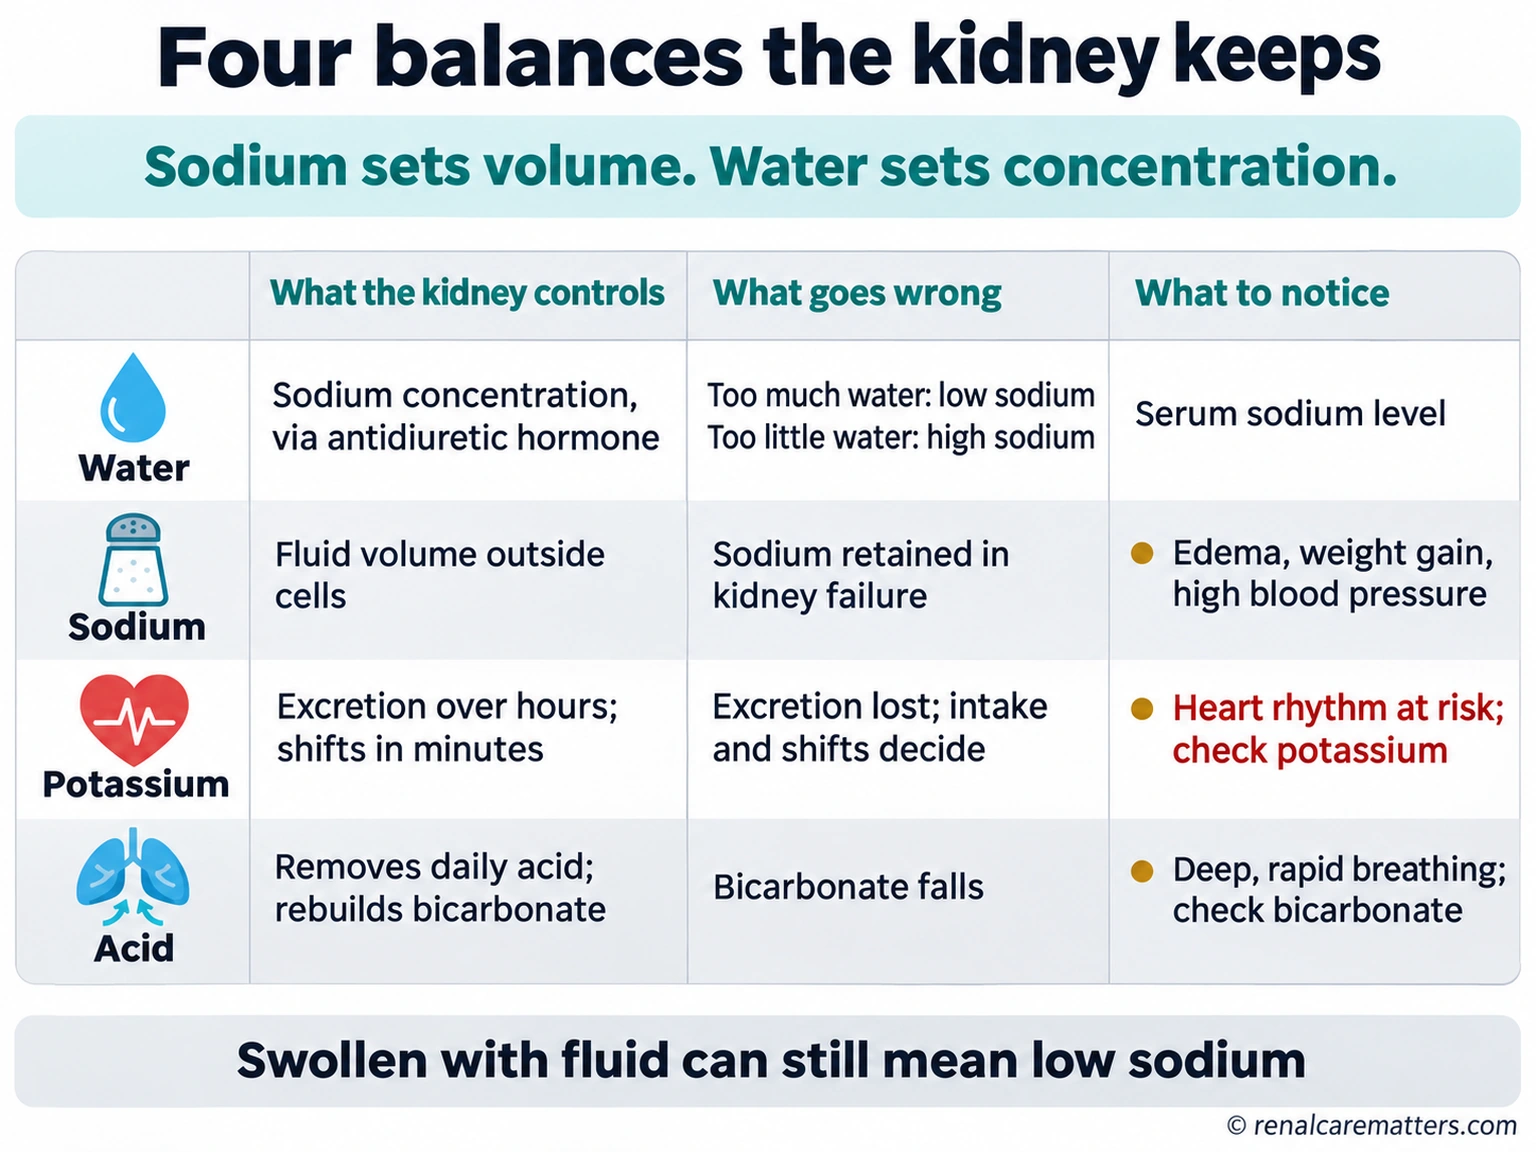 Four balances the kidney keeps
Sodium sets volume. Water sets concentration.
What the kidney controls
What goes wrong
What to notice
Water
Sodium concentration,
via antidiuretic hormone
Too much water: low sodium
Too little water: high sodium
Serum sodium level
Sodium
Fluid volume outside
cells
Sodium retained in
kidney failure
Edema, weight gain,
high blood pressure
Potassium
Excretion over hours;
shifts in minutes
Excretion lost; intake
and shifts decide
Heart rhythm at risk;
check potassium
Acid
Removes daily acid;
rebuilds bicarbonate
Bicarbonate falls
Deep, rapid breathing;
check bicarbonate
Swollen with fluid can still mean low sodium
© renalcarematters.com